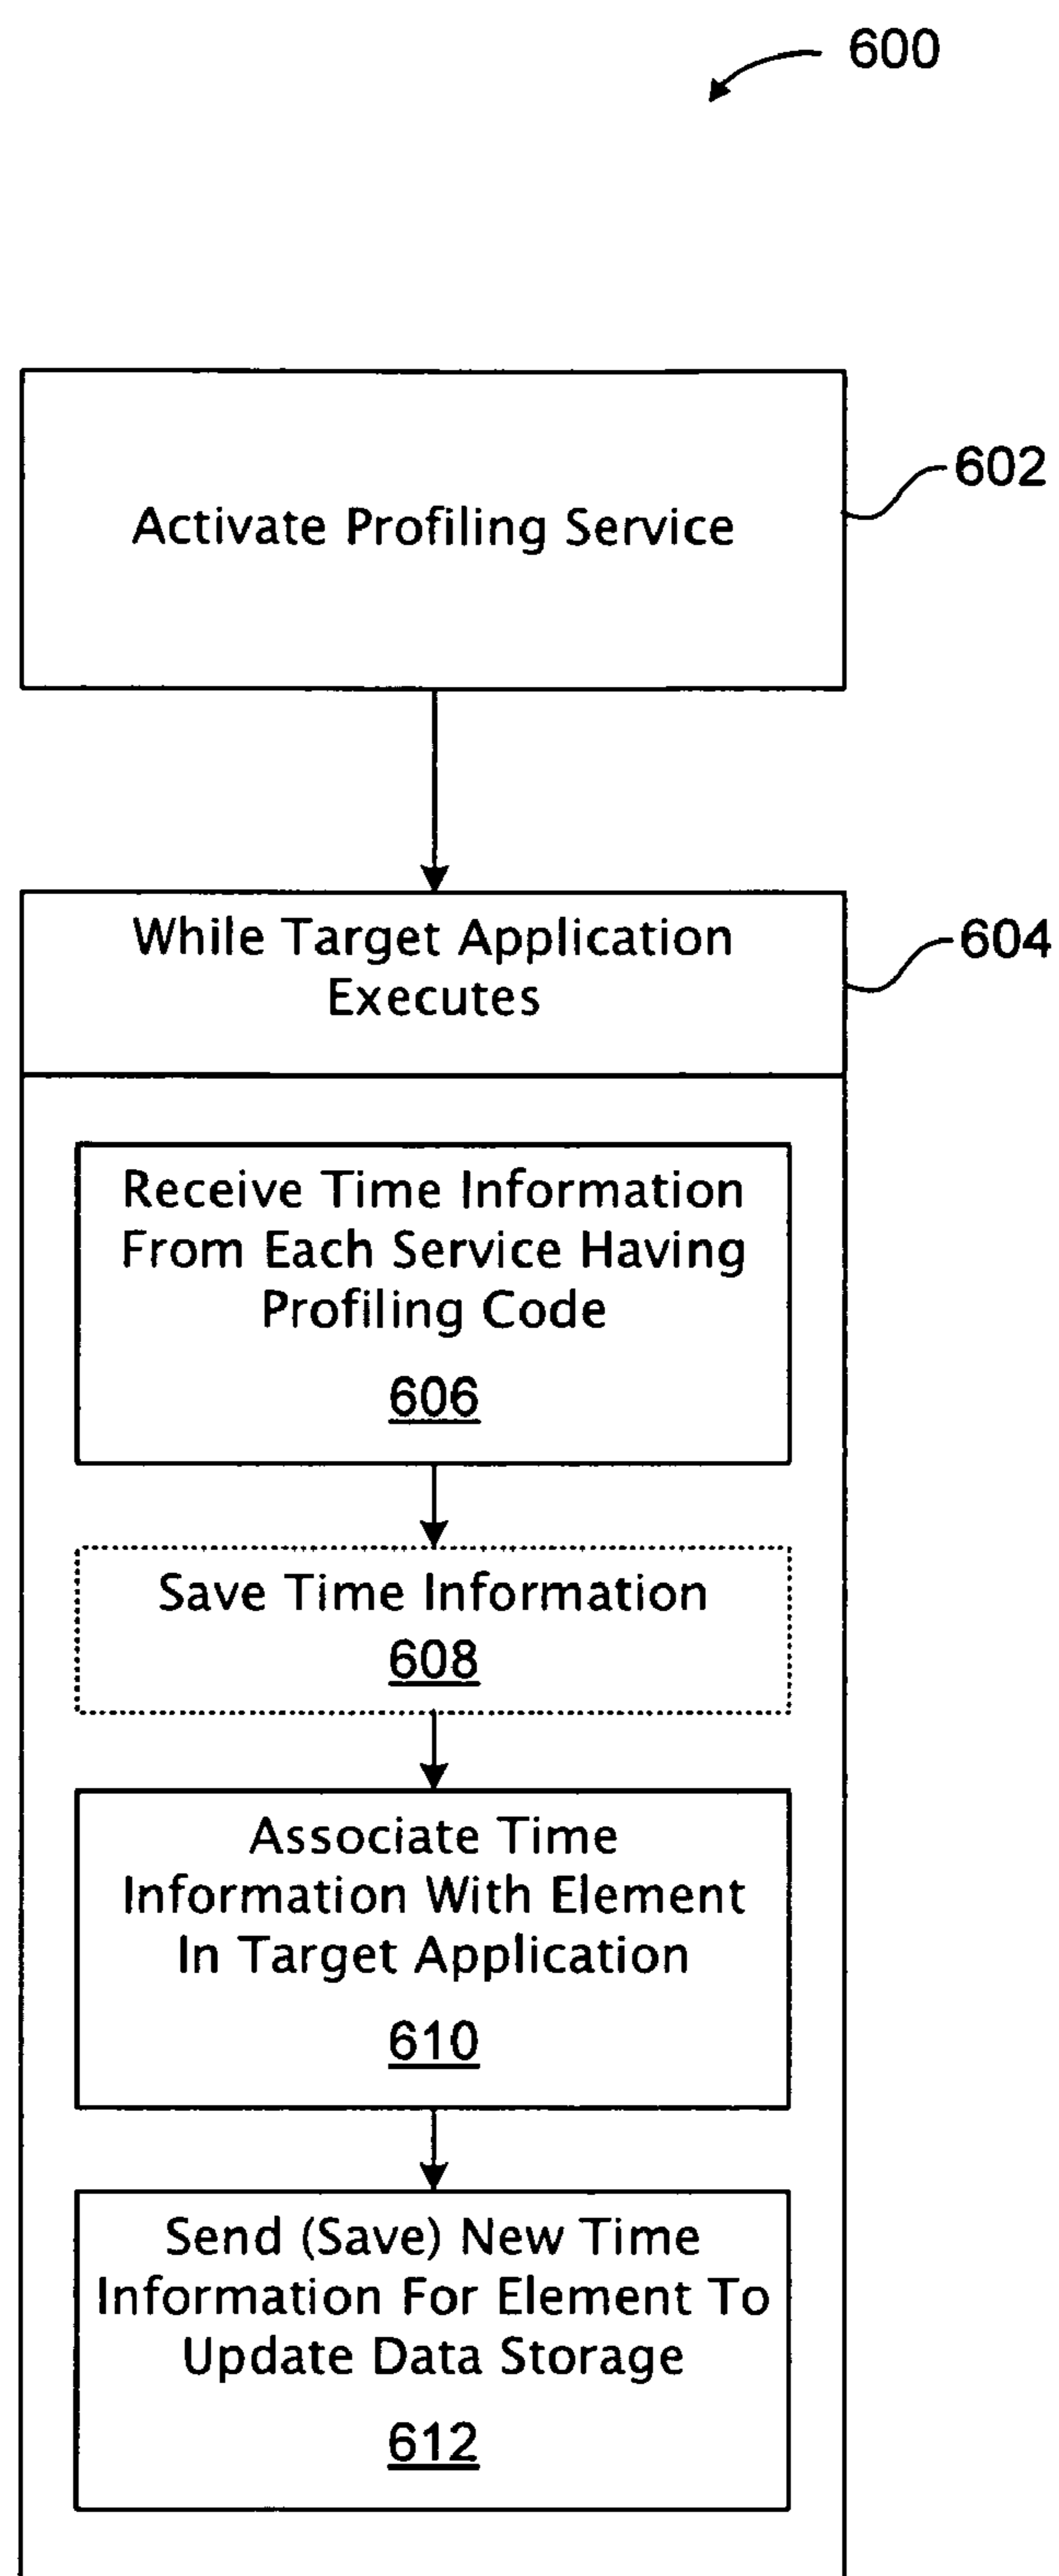 600
Activate Profiling Service
602
While Target Application
Executes
604
Receive Time Information
From Each Service Having
Profiling Code
606
Save Time Information
608
Associate Time
Information With Element
In Target Application
610
Send (Save) New Time
Information For Element To
Update Data Storage
612